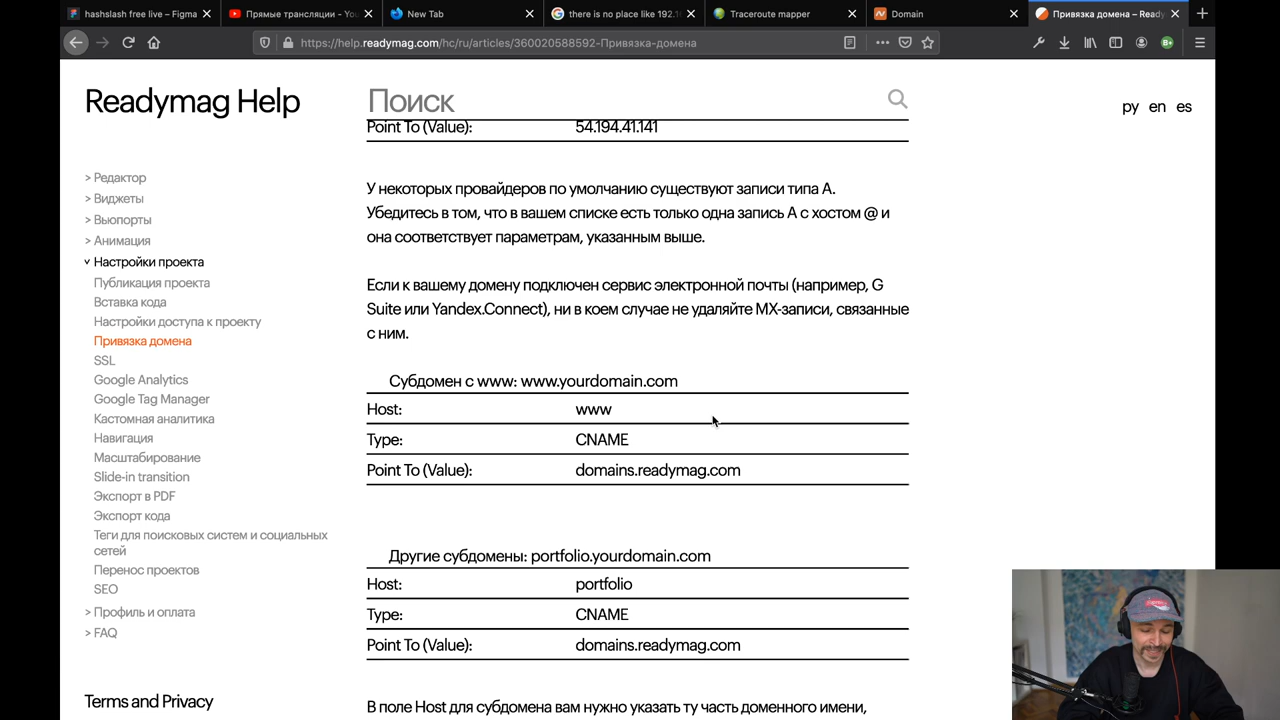 hashslash free live – Figma
Прямые трансляции – You
New Tab
there is no place like 192.1
Traceroute mapper
Domain
Привязка домена – Ready
https://help.readymag.com/hc/ru/articles/360020588592-Привязка-домена
Readymag Help
Поиск
ру en es
Point To (Value): 54.194.41.141
> Редактор
> Виджеты
> Вьюпорты
> Анимация
Настройки проекта
Публикация проекта
Вставка кода
Настройки доступа к проекту
Привязка домена
SSL
Google Analytics
Google Tag Manager
Кастомная аналитика
Навигация
Масштабирование
Slide-in transition
Экспорт в PDF
Экспорт кода
Теги для поисковых систем и социальных
сетей
Перенос проектов
SEO
> Профиль и оплата
> FAQ
Terms and Privacy
У некоторых провайдеров по умолчанию существуют записи типа А.
Убедитесь в том, что в вашем списке есть только одна запись А с хостом @ и
она соответствует параметрам, указанным выше.
Если к вашему домену подключен сервис электронной почты (например, G
Suite или Yandex.Connect), ни в коем случае не удаляйте MX-записи, связанные
с ним.
Субдомен с www: www.yourdomain.com
Host: www
Type: CNAME
Point To (Value): domains.readymag.com
Другие субдомены: portfolio.yourdomain.com
Host: portfolio
Type: CNAME
Point To (Value): domains.readymag.com
В поле Host для субдомена вам нужно указать ту часть доменного имени,